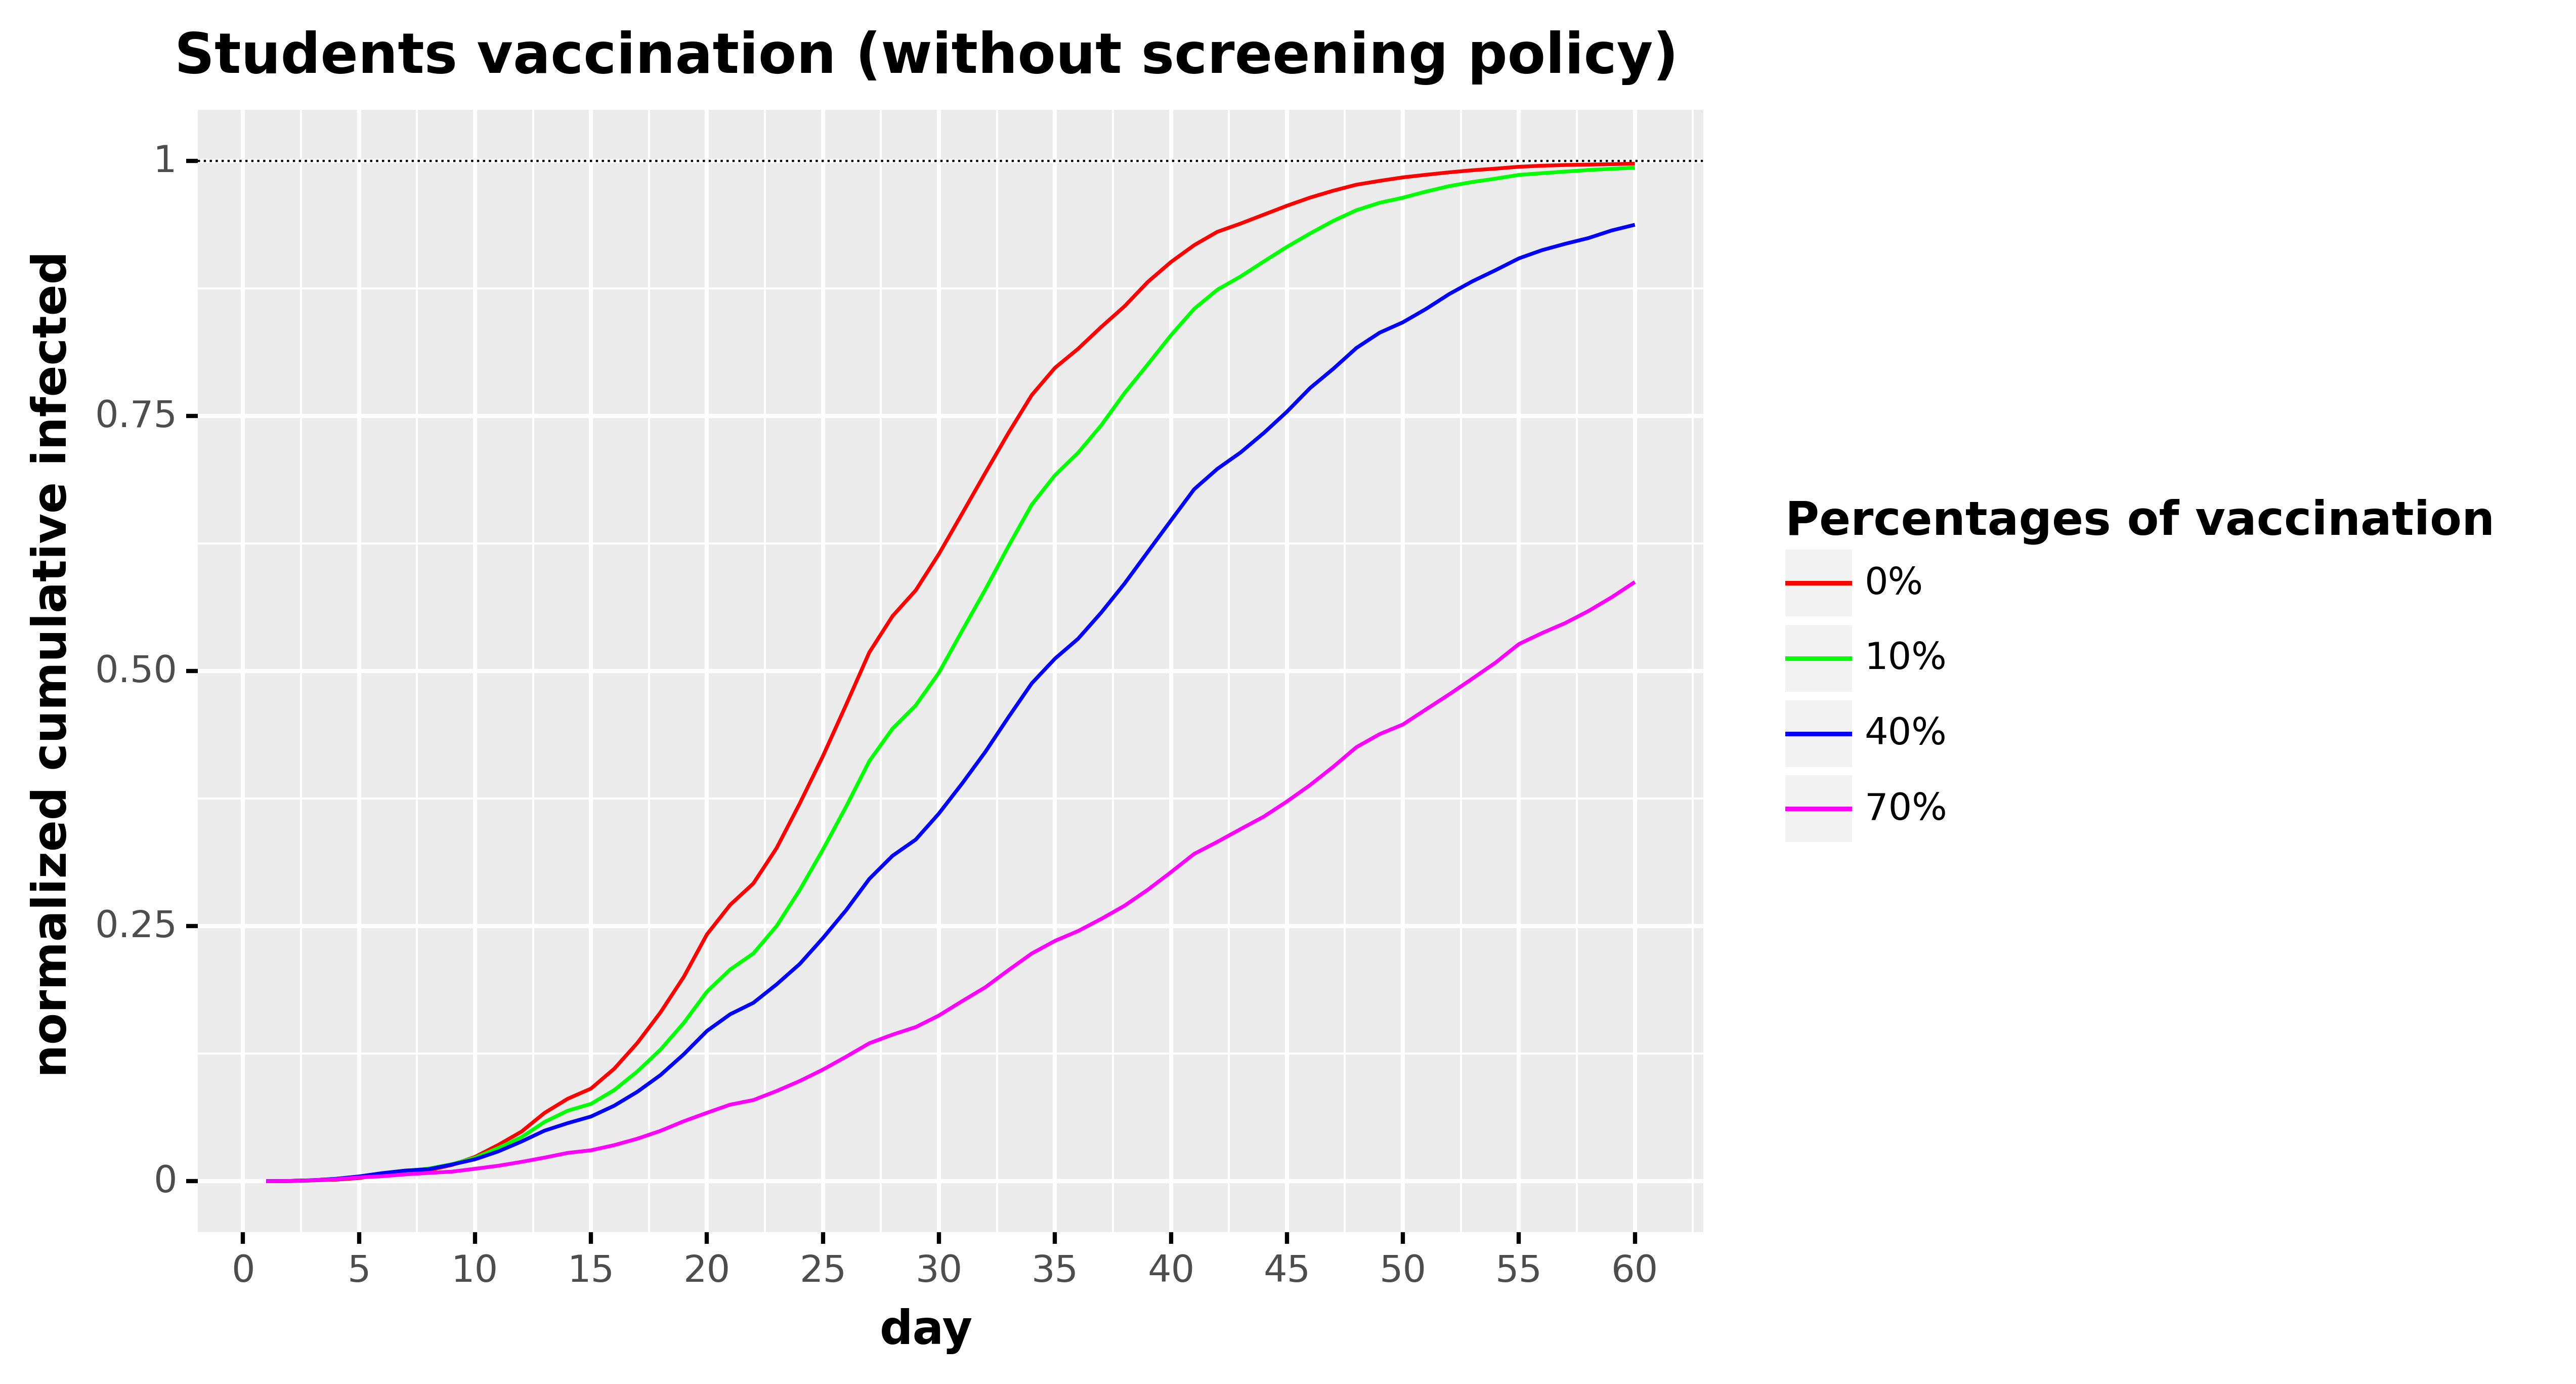 Students vaccination (without screening policy)
normalized cumulative infected
1
0.75
0.50
0.25
0
0 5 10 15 20 25 30 35 40 45 50 55 60
day
Percentages of vaccination
0%
10%
40%
70%